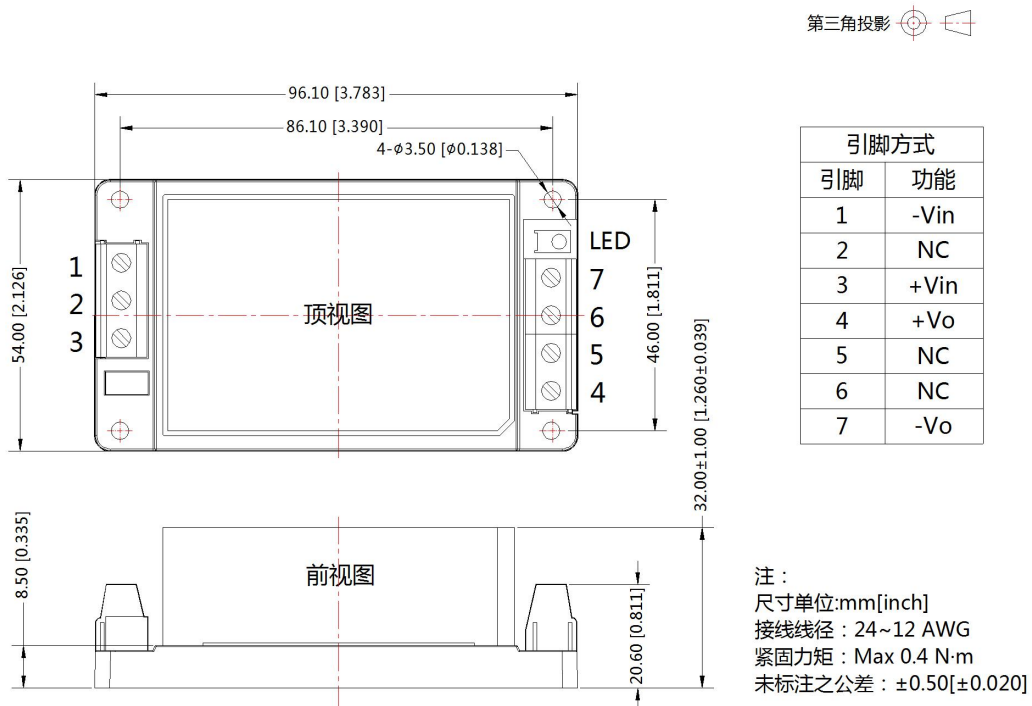 第三角投影
96.10 [3.783]
86.10 [3.390]
4-ϕ3.50 [ϕ0.138]
54.00 [2.126]
1
2
3
顶视图
LED
7
6
5
4
46.00 [1.811]
32.00±1.00 [1.260±0.039]
引脚方式
引脚 功能
1 -Vin
2 NC
3 +Vin
4 +Vo
5 NC
6 NC
7 -Vo
8.50 [0.335]
前视图
20.60 [0.811]
注：
尺寸单位:mm[inch]
接线线径：24~12 AWG
紧固力矩：Max 0.4 N·m
未标注之公差：±0.50[±0.020]